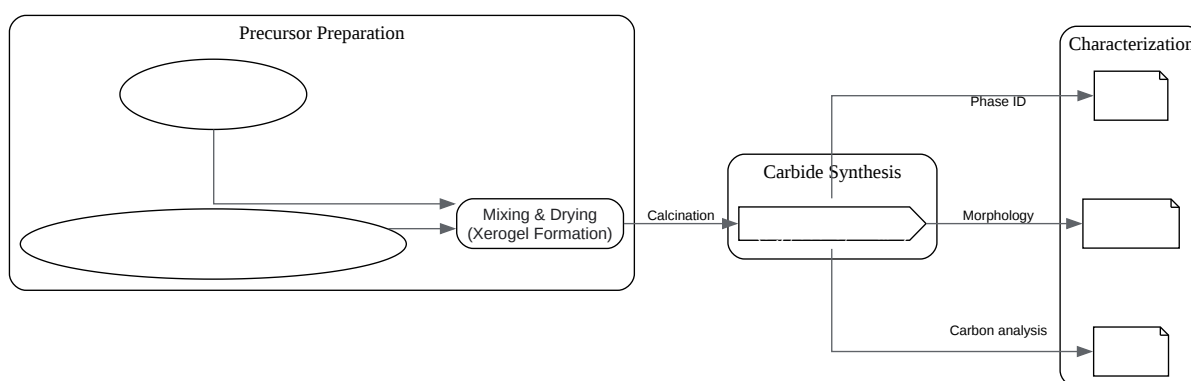 Precursor Preparation
Mixing & Drying
(Xerogel Formation)
Calcination
Carbide Synthesis
Phase ID
Morphology
Carbon analysis
Characterization